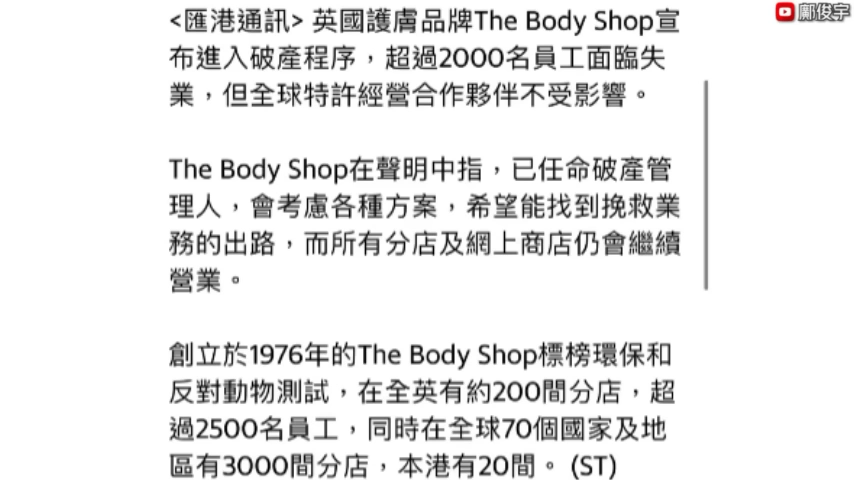 鄺俊宇
<匯港通訊> 英國護膚品牌The Body Shop宣
布進入破產程序，超過2000名員工面臨失
業，但全球特許經營合作夥伴不受影響。
The Body Shop在聲明中指，已任命破產管
理人，會考慮各種方案，希望能找到挽救業
務的出路，而所有分店及網上商店仍會繼續
營業。
創立於1976年的The Body Shop標榜環保和
反對動物測試，在全英有約200間分店，超
過2500名員工，同時在全球70個國家及地
區有3000間分店，本港有20間。 (ST)